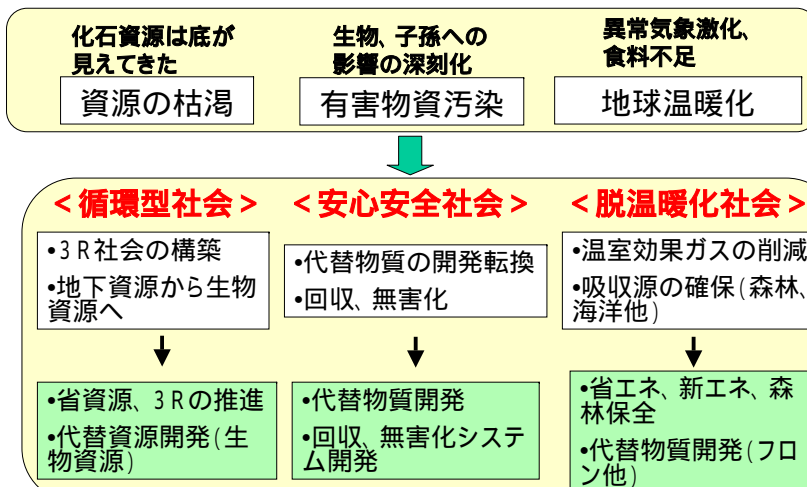 化石資源は底が
見えてきた
資源の枯渇
生物、子孫への
影響の深刻化
有害物資汚染
異常気象激化、
食料不足
地球温暖化
<循環型社会>
•3R社会の構築
•地下資源から生物
資源へ
•省資源、3Rの推進
•代替資源開発(生
物資源)
<安心安全社会>
•代替物質の開発転換
•回収、無害化
•代替物質開発
•回収、無害化システ
ム開発
<脱温暖化社会>
•温室効果ガスの削減
•吸収源の確保(森林、
海洋他)
•省エネ、新エネ、森
林保全
•代替物質開発(フロ
ン他)